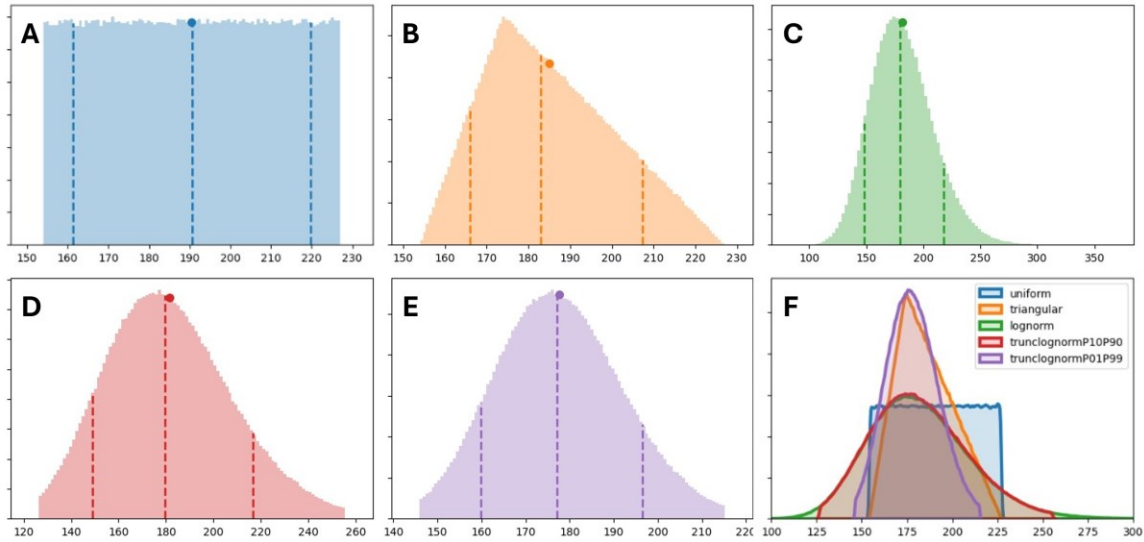 A
150 160 170 180 190 200 210 220 230
B
150 160 170 180 190 200 210 220 230
C
100 150 200 250 300 350
D
120 140 160 180 200 220 240 260
E
140 150 160 170 180 190 200 210
F
uniform
triangular
lognorm
trunclognormP10P90
trunclognormP01P99
100 125 150 175 200 225 250 275 300